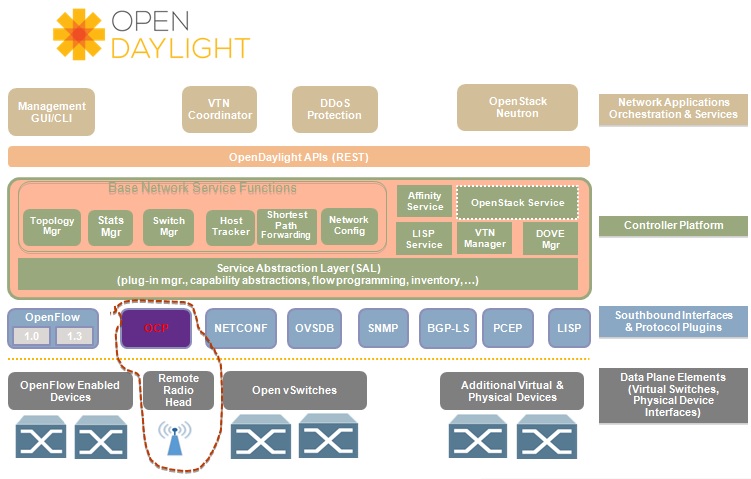 OPEN
DAYLIGHT
Management
GUI/CLI
VTN
Coordinator
DDoS
Protection
OpenStack
Neutron
Network Applications
Orchestration & Services
OpenDaylight APIs (REST)
Base Network Service Functions
Topology
Mgr
Stats
Mgr
Switch
Mgr
Host
Tracker
Shortest
Path
Forwarding
Network
Config
Affinity
Service
OpenStack Service
LISP
Service
VTN
Manager
DOVE
Mgr
Controller Platform
Service Abstraction Layer (SAL)
(plug-in mgr., capability abstractions, flow programming, inventory, …)
OpenFlow
1.0
1.3
OCP
NETCONF
OVSDB
SNMP
BGP-LS
PCEP
LISP
Southbound Interfaces
& Protocol Plugins
OpenFlow Enabled
Devices
Remote
Radio
Head
Open vSwitches
Additional Virtual &
Physical Devices
Data Plane Elements
(Virtual Switches,
Physical Device
Interfaces)